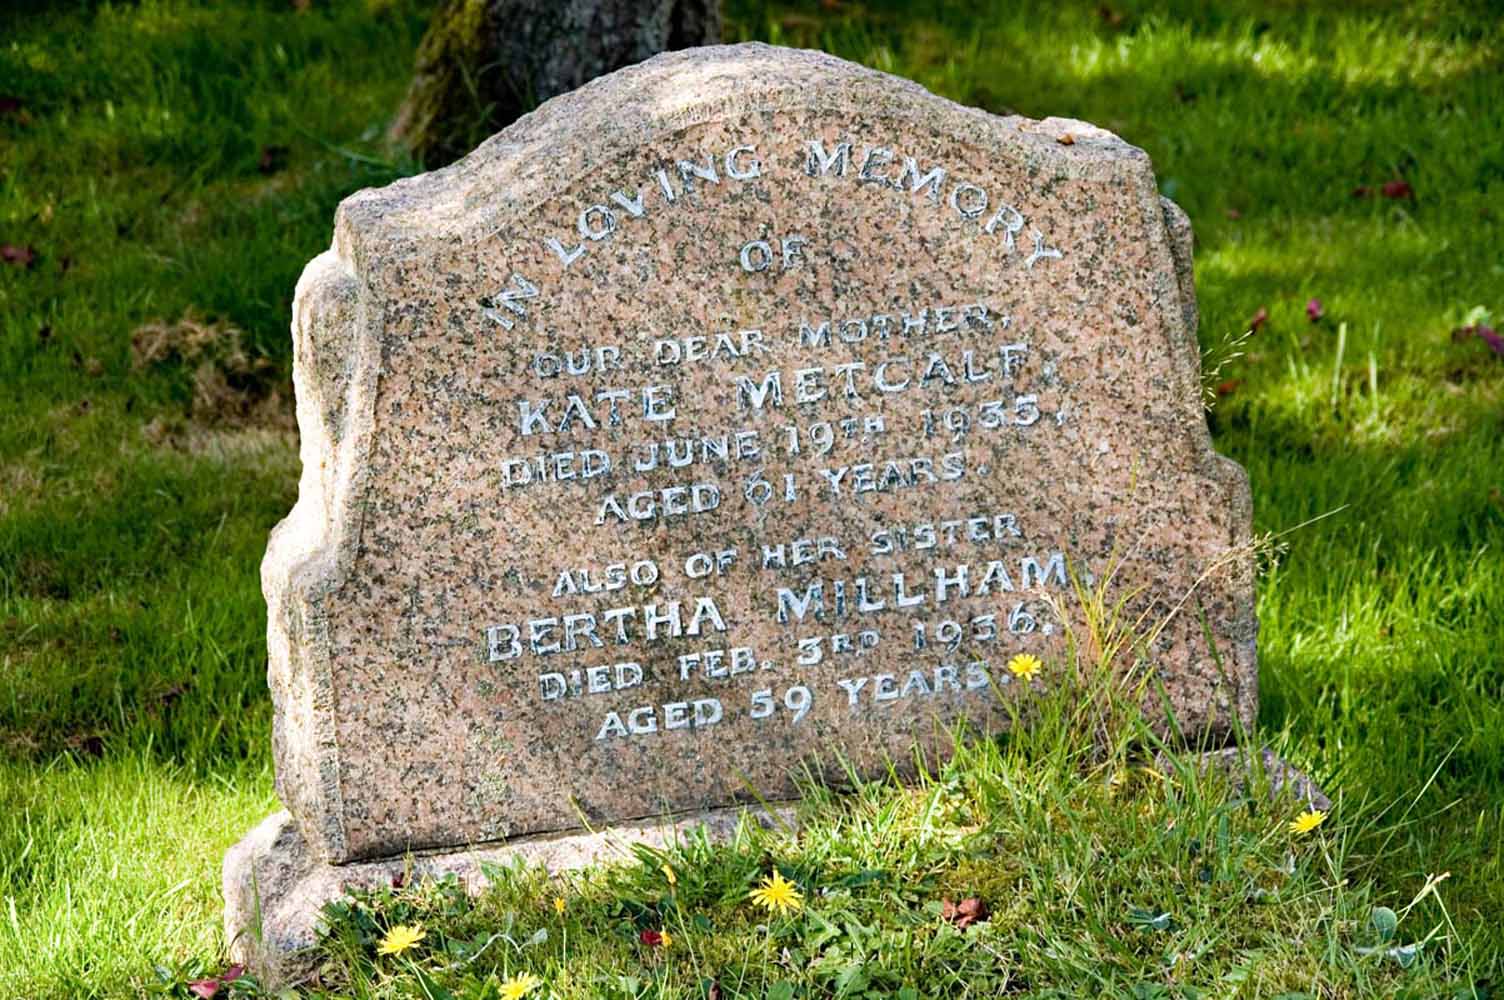 IN LOVING MEMORY
OF
OUR DEAR MOTHER,
KATE METCALF,
DIED JUNE 19TH 1935,
AGED 61 YEARS.
ALSO OF HER SISTER
BERTHA MILLHAM,
DIED FEB. 3RD 1936.
AGED 59 YEARS.